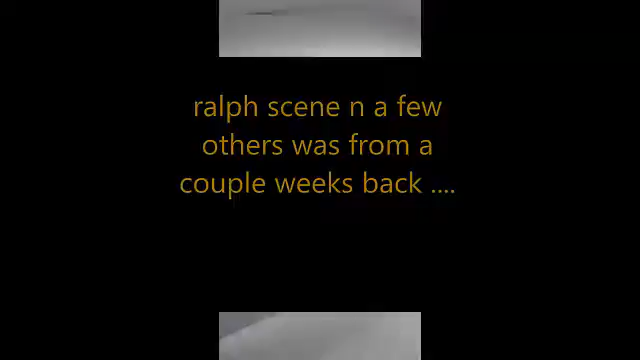 ralph scene n a few
others was from a
couple weeks back ....